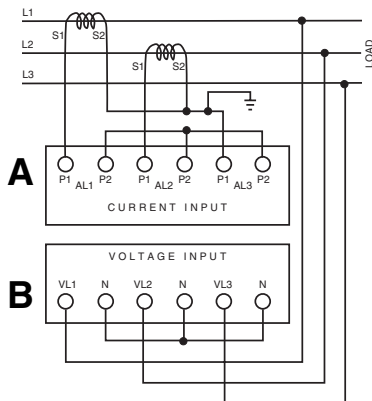 L1
L2
L3
S1 S2
S1 S2
LOAD
A
P1 P2 P1 P2 P1 P2
AL1 AL2 AL3
CURRENT INPUT
B
VOLTAGE INPUT
VL1 N VL2 N VL3 N